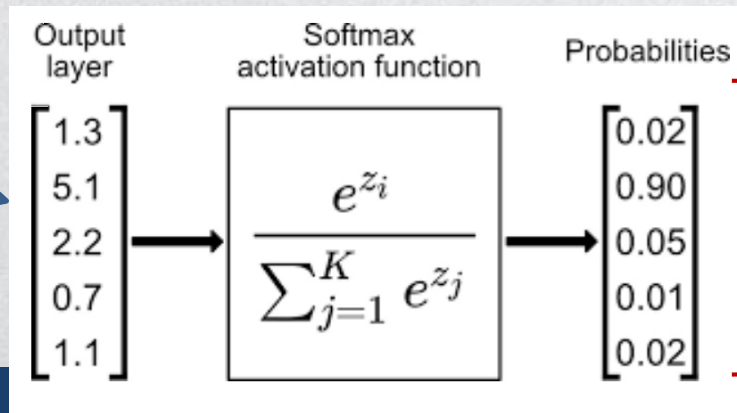 Output
layer
Softmax
activation function
Probabilities
1.3
5.1
2.2
0.7
1.1
e^{z_i}
∑_{j=1}^{K} e^{z_j}
0.02
0.90
0.05
0.01
0.02